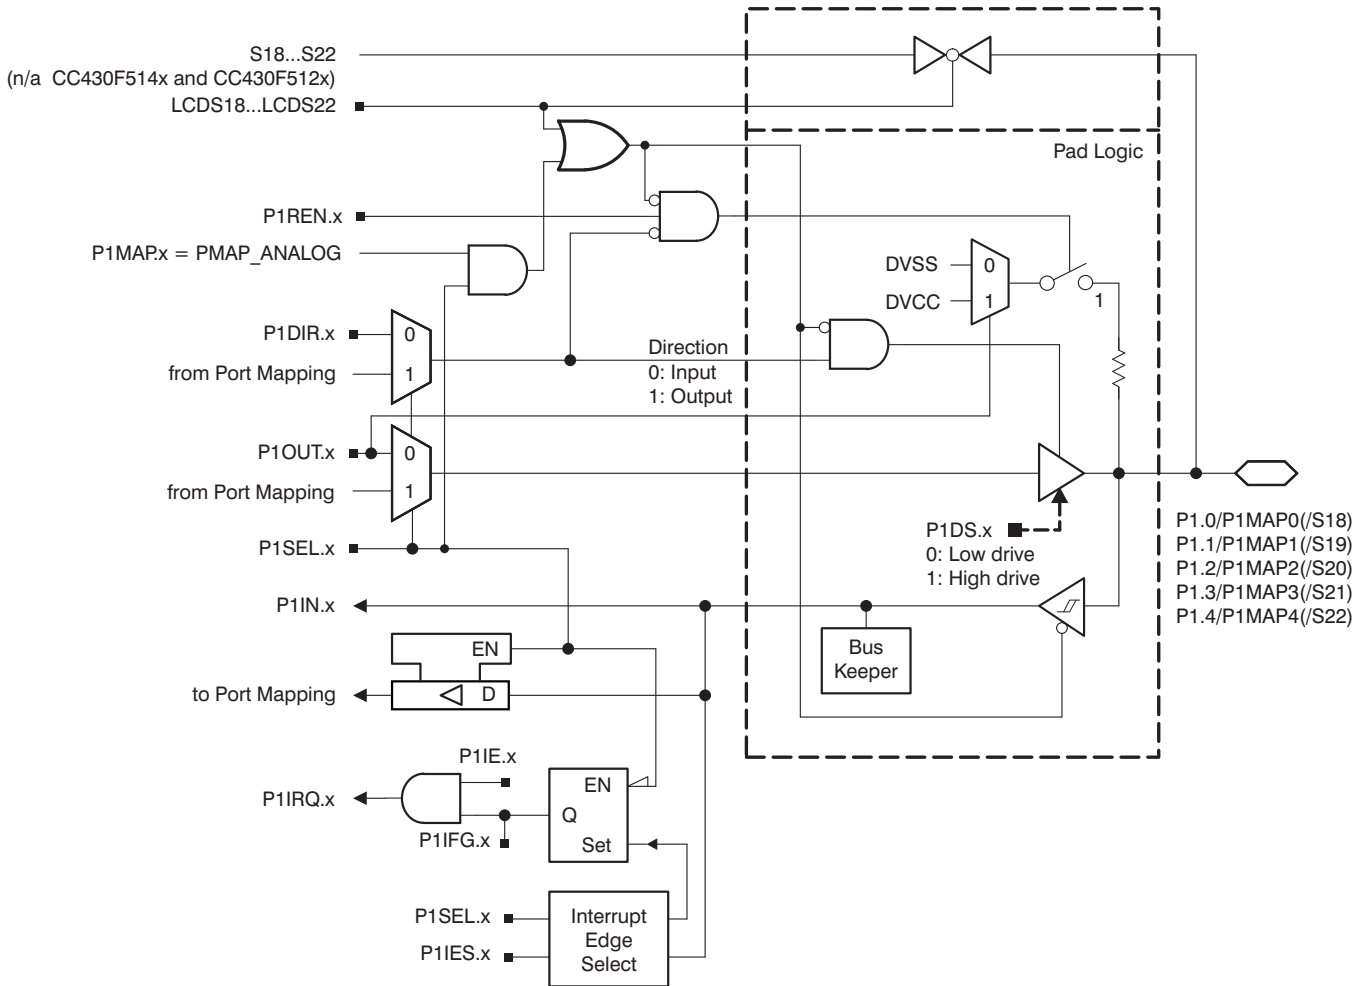 S18...S22
(n/a CC430F514x and CC430F512x)
LCDS18...LCDS22
Pad Logic
P1REN.x
P1MAP.x = PMAP_ANALOG
DVSS
0
DVCC
1
1
P1DIR.x
0
from Port Mapping
1
Direction
0: Input
1: Output
P1OUT.x
0
from Port Mapping
1
P1DS.x
0: Low drive
1: High drive
P1.0/P1MAP0(/S18)
P1.1/P1MAP1(/S19)
P1.2/P1MAP2(/S20)
P1.3/P1MAP3(/S21)
P1.4/P1MAP4(/S22)
P1SEL.x
P1IN.x
Bus
Keeper
EN
to Port Mapping
D
P1IE.x
EN
P1IRQ.x
Q
P1IFG.x
Set
P1SEL.x
P1IES.x
Interrupt
Edge
Select